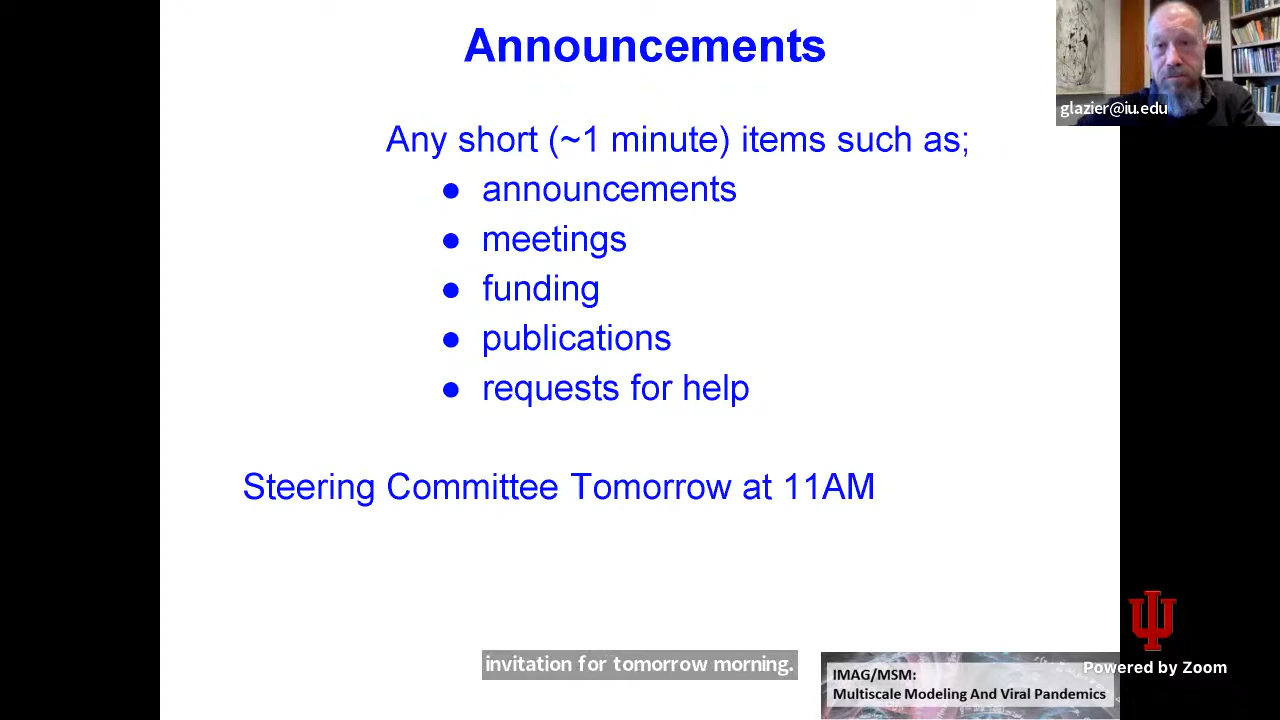 Announcements
glazier@iu.edu
Any short (~1 minute) items such as;
● announcements
● meetings
● funding
● publications
● requests for help
Steering Committee Tomorrow at 11AM
invitation for tomorrow morning.
IMAG/MSM:
Multiscale Modeling And Viral Pandemics
Powered by Zoom